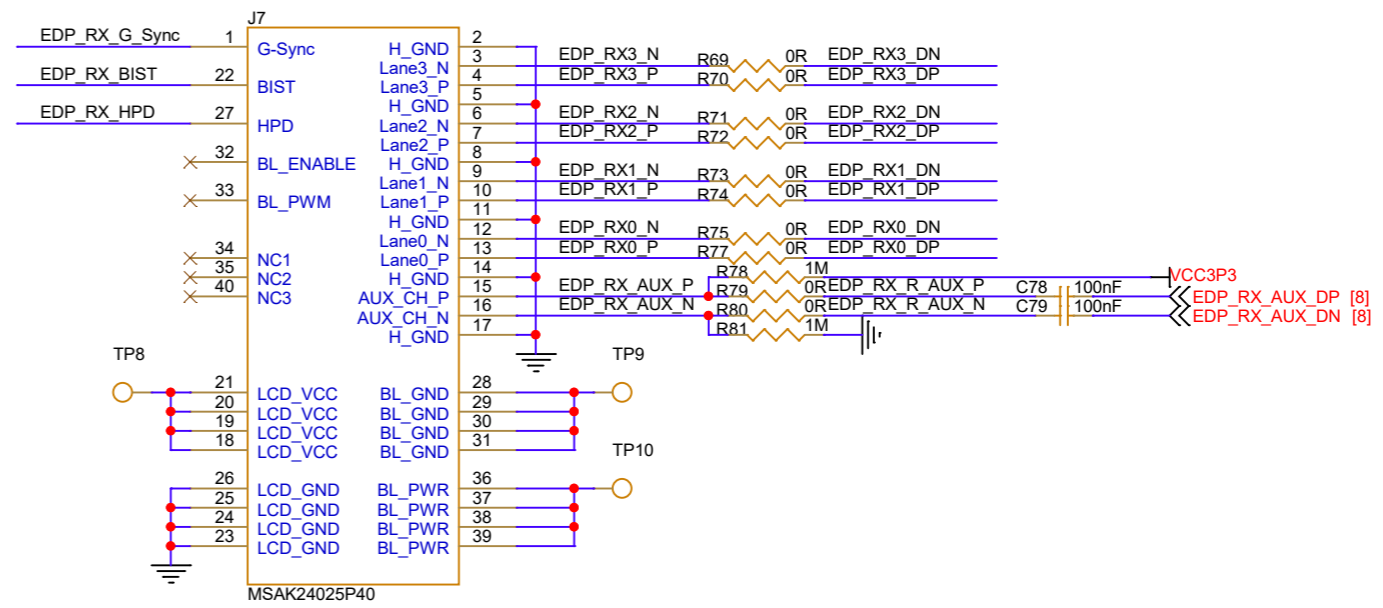 J7
EDP_RX_G_Sync 1 G-Sync H_GND 2
Lane3_N 3 EDP_RX3_N R69 0R EDP_RX3_DN
EDP_RX_BIST 22 BIST Lane3_P 4 EDP_RX3_P R70 0R EDP_RX3_DP
H_GND 5
EDP_RX_HPD 27 HPD Lane2_N 6 EDP_RX2_N R71 0R EDP_RX2_DN
Lane2_P 7 EDP_RX2_P R72 0R EDP_RX2_DP
32 BL_ENABLE H_GND 8
Lane1_N 9 EDP_RX1_N R73 0R EDP_RX1_DN
33 BL_PWM Lane1_P 10 EDP_RX1_P R74 0R EDP_RX1_DP
H_GND 11
Lane0_N 12 EDP_RX0_N R75 0R EDP_RX0_DN
34 NC1 Lane0_P 13 EDP_RX0_P R77 0R EDP_RX0_DP
35 NC2 H_GND 14 R78 1M VCC3P3
40 NC3 AUX_CH_P 15 EDP_RX_AUX_P R79 0R EDP_RX_R_AUX_P C78 100nF EDP_RX_AUX_DP [8]
AUX_CH_N 16 EDP_RX_AUX_N R80 0R EDP_RX_R_AUX_N C79 100nF EDP_RX_AUX_DN [8]
H_GND 17 R81 1M
TP8 TP9
21 LCD_VCC BL_GND 28
20 LCD_VCC BL_GND 29
19 LCD_VCC BL_GND 30
18 LCD_VCC BL_GND 31
TP10
26 LCD_GND BL_PWR 36
25 LCD_GND BL_PWR 37
24 LCD_GND BL_PWR 38
23 LCD_GND BL_PWR 39
MSAK24025P40